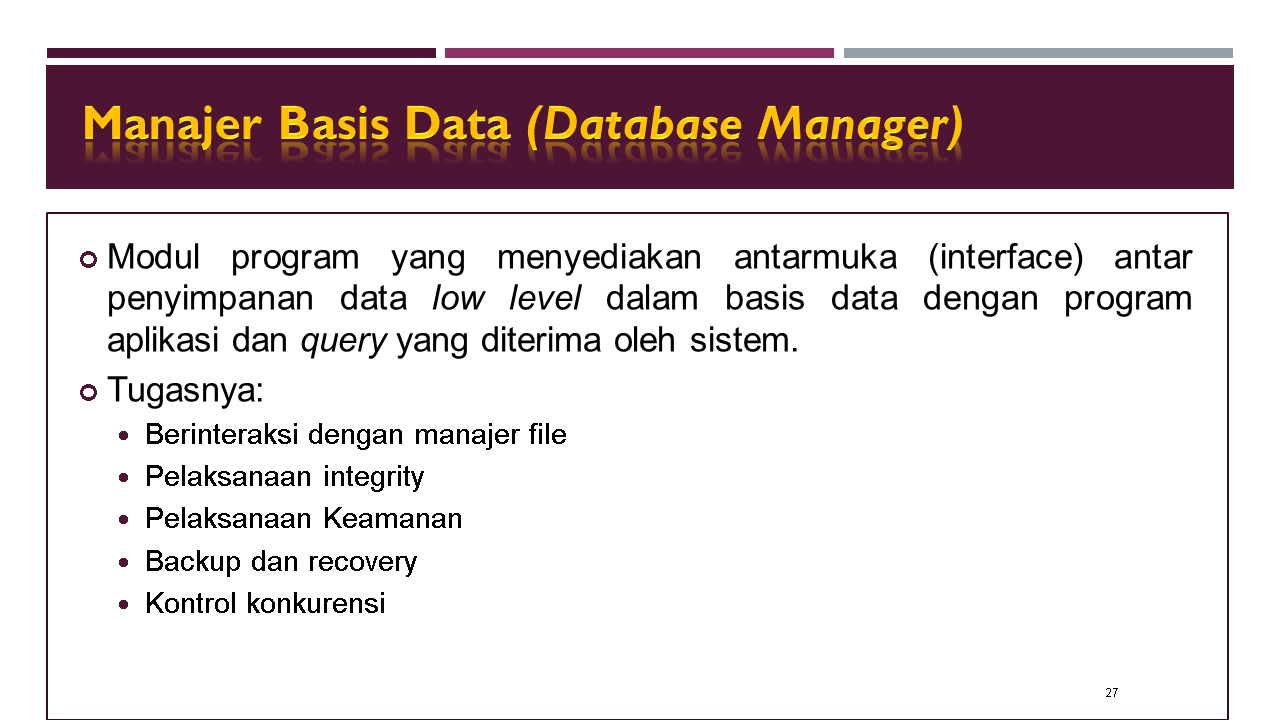 Manajer Basis Data (Database Manager)
Modul program yang menyediakan antarmuka (interface) antar
penyimpanan data low level dalam basis data dengan program
aplikasi dan query yang diterima oleh sistem.
Tugasnya:
Berinteraksi dengan manajer file
Pelaksanaan integrity
Pelaksanaan Keamanan
Backup dan recovery
Kontrol konkurensi
27